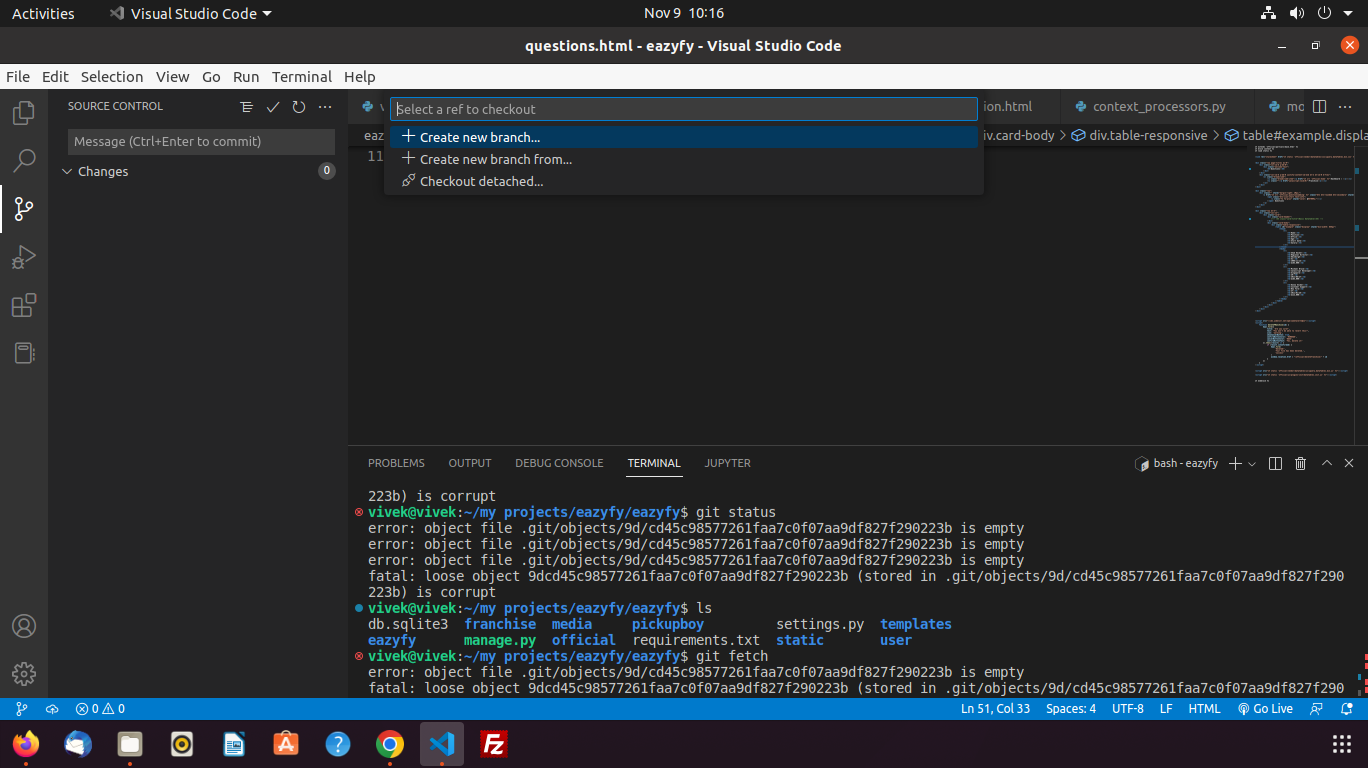 Activities Visual Studio Code Nov 9 10:16
questions.html - eazyfy - Visual Studio Code
File Edit Selection View Go Run Terminal Help
SOURCE CONTROL
Select a ref to checkout
ion.html context_processors.py
Message (Ctrl+Enter to commit)
Create new branch...
div.card-body > div.table-responsive > table#example.displa
11
Create new branch from...
Changes 0
Checkout detached...
PROBLEMS OUTPUT DEBUG CONSOLE TERMINAL JUPYTER bash - eazyfy
223b) is corrupt
vivek@vivek:~/my projects/eazyfy/eazyfy$ git status
error: object file .git/objects/9d/cd45c98577261faa7c0f07aa9df827f290223b is empty
error: object file .git/objects/9d/cd45c98577261faa7c0f07aa9df827f290223b is empty
error: object file .git/objects/9d/cd45c98577261faa7c0f07aa9df827f290223b is empty
fatal: loose object 9dcd45c98577261faa7c0f07aa9df827f290223b (stored in .git/objects/9d/cd45c98577261faa7c0f07aa9df827f290
223b) is corrupt
vivek@vivek:~/my projects/eazyfy/eazyfy$ ls
db.sqlite3 franchise media pickupboy settings.py templates
eazyfy manage.py official requirements.txt static user
vivek@vivek:~/my projects/eazyfy/eazyfy$ git fetch
error: object file .git/objects/9d/cd45c98577261faa7c0f07aa9df827f290223b is empty
fatal: loose object 9dcd45c98577261faa7c0f07aa9df827f290223b (stored in .git/objects/9d/cd45c98577261faa7c0f07aa9df827f290
0 0 Ln 51, Col 33 Spaces: 4 UTF-8 LF HTML Go Live